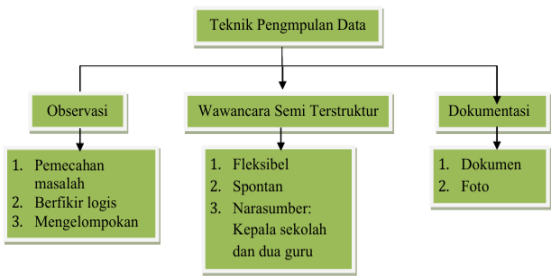 Teknik Pengmpulan Data
Observasi
Wawancara Semi Terstruktur
Dokumentasi
1. Pemecahan
masalah
2. Berfikir logis
3. Mengelompokan
1. Fleksibel
2. Spontan
3. Narasumber:
Kepala sekolah
dan dua guru
1. Dokumen
2. Foto